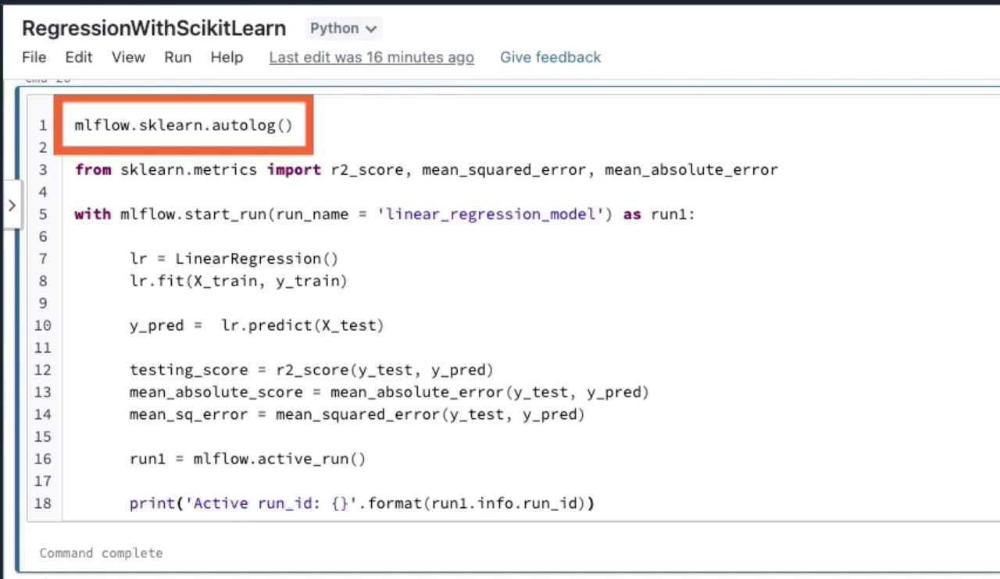 RegressionWithScikitLearn Python
File Edit View Run Help Last edit was 16 minutes ago Give feedback
1 mlflow.sklearn.autolog()
2
3 from sklearn.metrics import r2_score, mean_squared_error, mean_absolute_error
4
5 with mlflow.start_run(run_name = 'linear_regression_model') as run1:
6
7 lr = LinearRegression()
8 lr.fit(X_train, y_train)
9
10 y_pred =  lr.predict(X_test)
11
12 testing_score = r2_score(y_test, y_pred)
13 mean_absolute_score = mean_absolute_error(y_test, y_pred)
14 mean_sq_error = mean_squared_error(y_test, y_pred)
15
16 run1 = mlflow.active_run()
17
18 print('Active run_id: {}'.format(run1.info.run_id))
Command complete